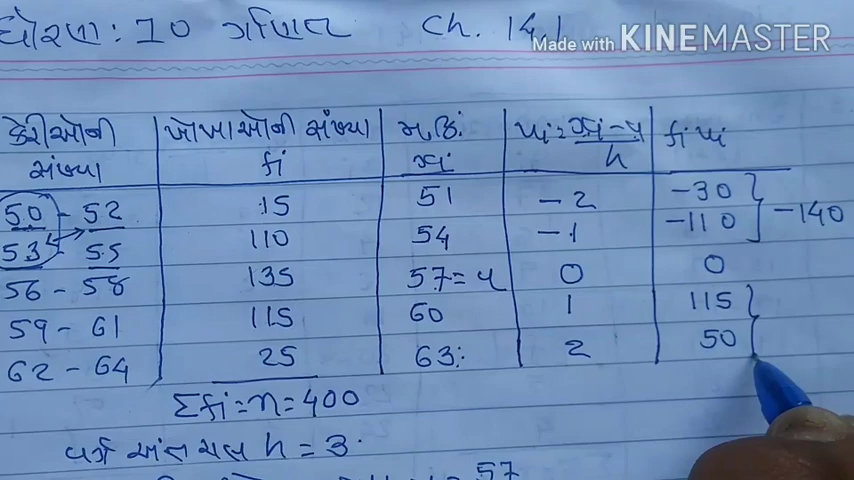 ધોરણ : 10 ગણિત Ch. 14.1
Made with KINEMASTER
કેરીઓની ખોખાઓની સંખ્યા મ.કિં. ui = xi - a / h fi ui
સંખ્યા fi xi
50 - 52 15 51 -2 -30
53 - 55 110 54 -1 -110 -140
56 - 58 135 57 = a 0 0
59 - 61 115 60 1 115
62 - 64 25 63 2 50
Σfi = n = 400
વર્ગ અંતરાલ h = 3
= 57